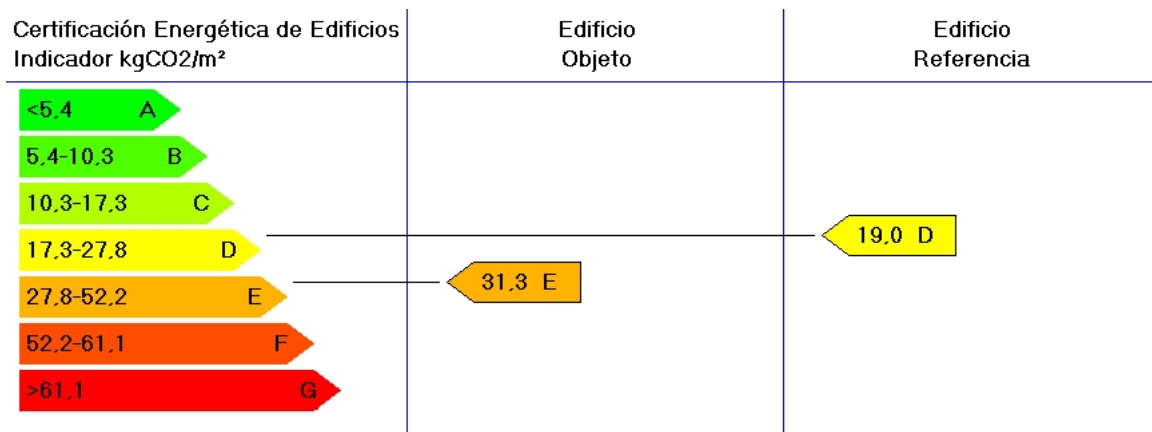 Certificación Energética de Edificios
Indicador kgCO2/m²
Edificio
Objeto
Edificio
Referencia
<5,4 A
5,4-10,3 B
10,3-17,3 C
17,3-27,8 D
19,0 D
27,8-52,2 E
31,3 E
52,2-61,1 F
>61,1 G